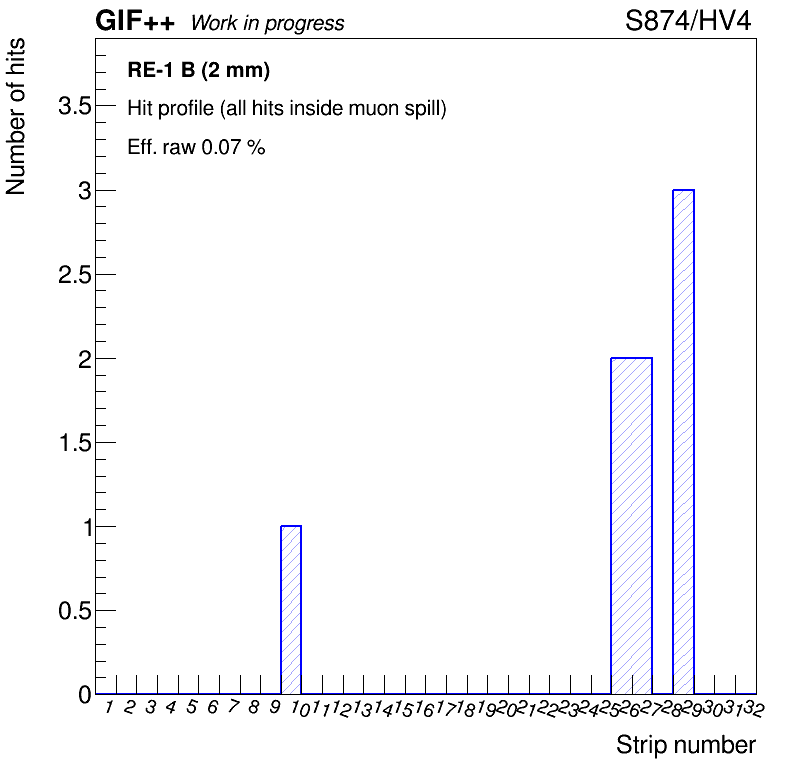 GIF++ Work in progress S874/HV4
Number of hits
RE-1 B (2 mm)
Hit profile (all hits inside muon spill)
Eff. raw 0.07 %
3.5
3
2.5
2
1.5
1
0.5
0
1 2 3 4 5 6 7 8 9 10 11 12 13 14 15 16 17 18 19 20 21 22 23 24 25 26 27 28 29 30 31 32
Strip number